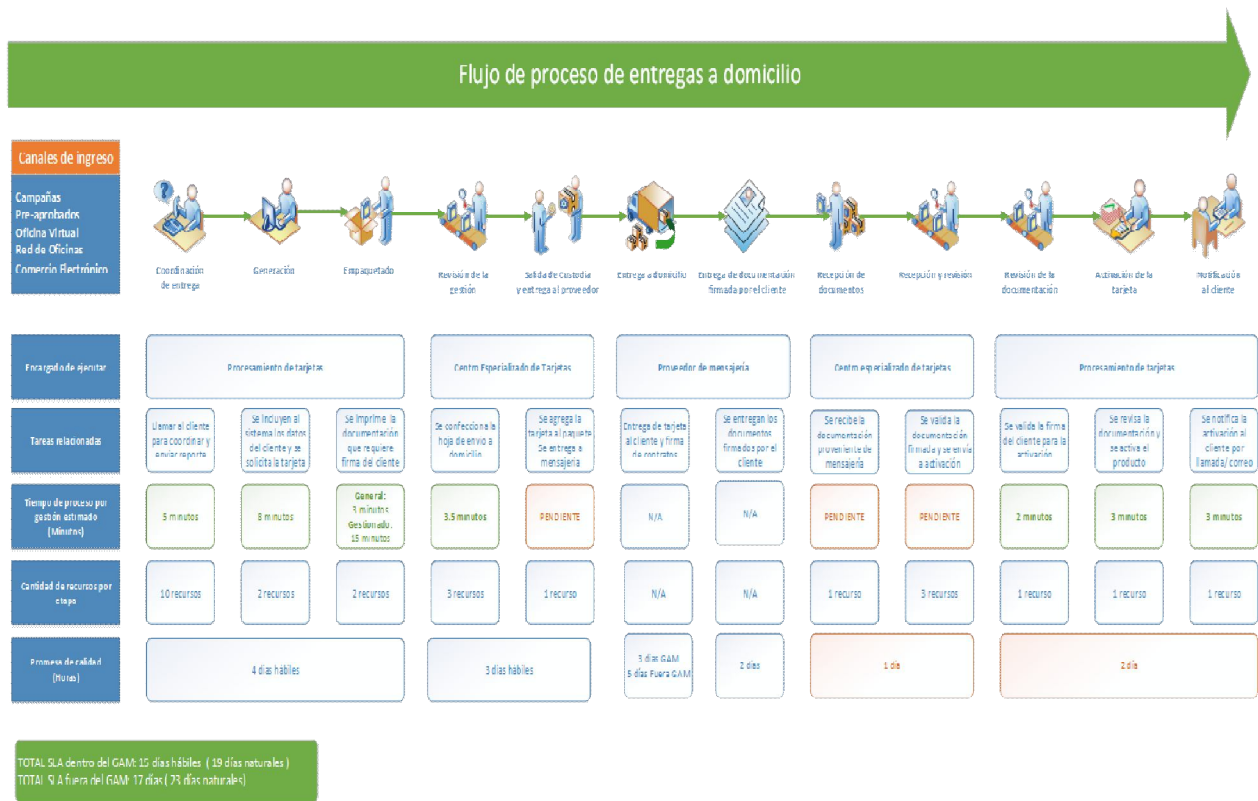 Flujo de proceso de entregas a domicilio
Canales de ingreso
Campañas
Pre-aprobados
Oficina Virtual
Red de Oficinas
Comercio Electrónico
Coordinación
de entrega
Generación
Empaquetado
Revisión de la
gestión
Salida de Custodia
y entrega al proveedor
Entrega a domicilio
Entrega de documentación
firmada por el cliente
Recepción de
documentos
Recepción y revisión
Revisión de la
documentación
Activación de la
tarjeta
Notificación
al cliente
Encargado de ejecutar
Procesamiento de tarjetas
Centro Especializado de Tarjetas
Proveedor de mensajería
Centro especializado de tarjetas
Procesamiento de tarjetas
Tareas relacionadas
Llamar al cliente
para coordinar y
enviar reporte
Se incluyen al
sistema los datos
del cliente y se
solicita la tarjeta
Se imprime la
documentación
que requiere
firma del cliente
Se confecciona la
hoja de envio a
domicilio
Se agrega la
tarjeta al paquete
Se entrega a
mensajería
Entrega de tarjeta
al cliente y firma
de contratos
Se entregan los
documentos
firmados por el
cliente
Se recibe la
documentación
proveniente de
mensajería
Se valida la
documentación
firmada y se envía
a activación
Se valida la firma
del cliente para la
activación
Se revisa la
documentación y
se activa el
producto
Se notifica la
activación al
cliente por
llamada/ correo
Tiempo de proceso por
gestión estimado
(Minutos)
5 minutos
8 minutos
General:
3 minutos
Gestionado:
15 minutos
3.5 minutos
PENDIENTE
N/A
N/A
PENDIENTE
PENDIENTE
2 minutos
3 minutos
3 minutos
Cantidad de recursos por
etapa
10 recursos
2 recursos
2 recursos
3 recursos
1 recurso
N/A
N/A
1 recurso
3 recursos
1 recurso
1 recurso
1 recurso
Promesa de calidad
(Horas)
4 días hábiles
3 días hábiles
3 días GAM
5 días Fuera GAM
2 días
1 día
2 día
TOTAL SLA dentro del GAM: 15 días hábiles ( 19 días naturales )
TOTAL SLA fuera del GAM: 17 días ( 23 días naturales)